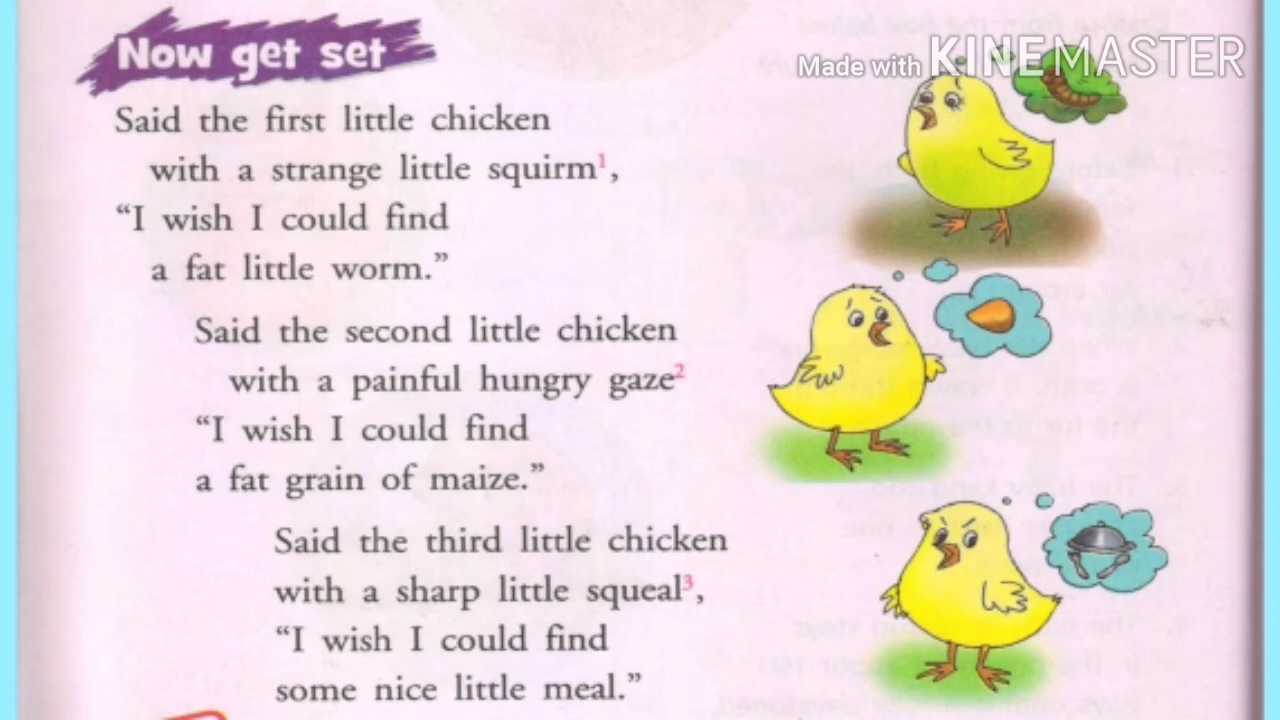 Now get set
Made with KINEMASTER
Said the first little chicken
with a strange little squirm1,
“I wish I could find
a fat little worm.”
Said the second little chicken
with a painful hungry gaze2
“I wish I could find
a fat grain of maize.”
Said the third little chicken
with a sharp little squeal3,
“I wish I could find
some nice little meal.”